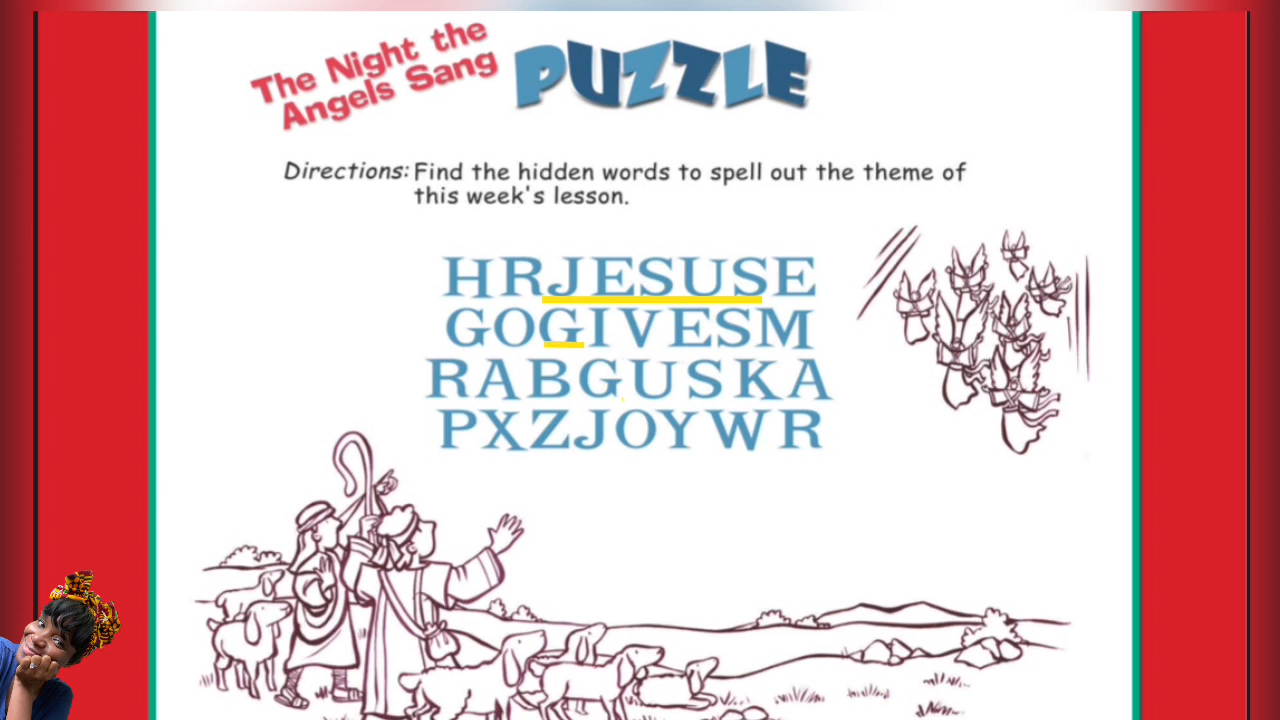 The Night the
Angels Sang
PUZZLE
Directions: Find the hidden words to spell out the theme of
this week's lesson.
HRJESUSE
GOGIVESM
RABGUSKA
PXZJOYWR